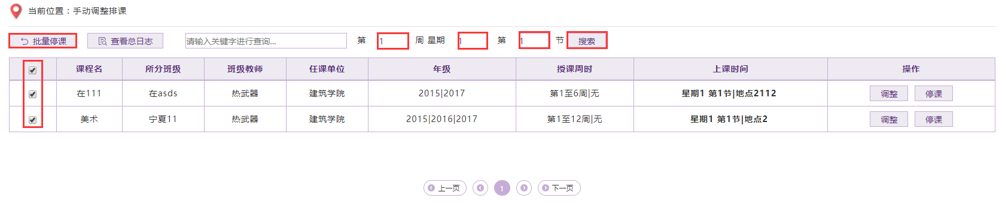 当前位置：手动调整排课
批量停课 查看总日志 请输入关键字进行查询... 第 1 周 星期 1 第 1 节 搜索
课程名 所分班级 班级教师 任课单位 年级 授课周时 上课时间 操作
在111 在asds 热武器 建筑学院 2015|2017 第1至6周|无 星期1 第1节|地点2112 调整 停课
美术 宁夏11 热武器 建筑学院 2015|2016|2017 第1至12周|无 星期1 第1节|地点2 调整 停课
上一页 1 下一页